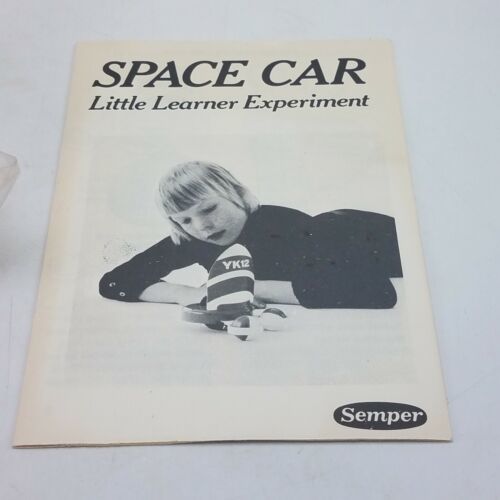 SPACE CAR
Little Learner Experiment
YK12
Semper